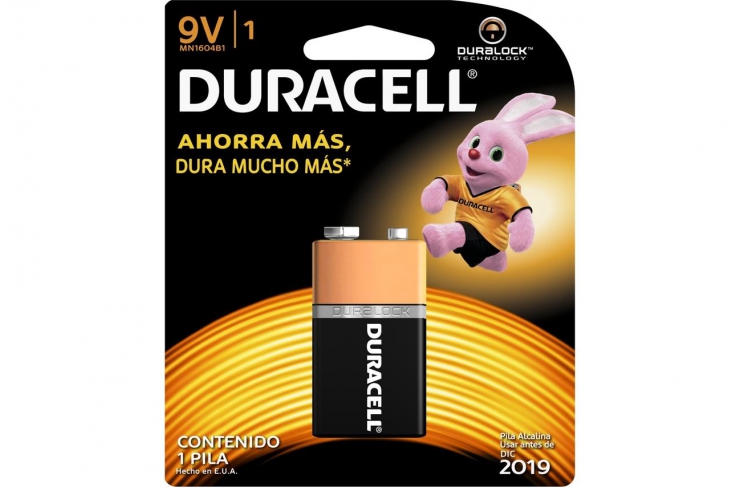 9V 1
MN1604B1
DURALOCK™
TECHNOLOGY
DURACELL®
AHORRA MÁS,
DURA MUCHO MÁS*
DURACELL
DURALOCK
DURACELL
CONTENIDO
1 PILA
Hecho en E.U.A.
Pila Alcalina
Usar antes de
DIC
2019